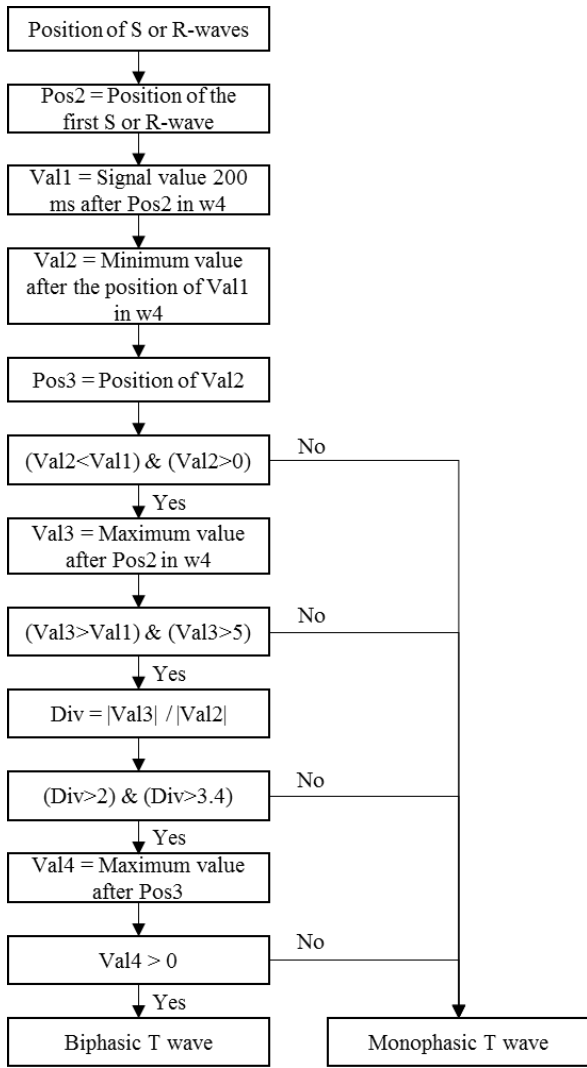 Position of S or R-waves
Pos2 = Position of the
first S or R-wave
Val1 = Signal value 200
ms after Pos2 in w4
Val2 = Minimum value
after the position of Val1
in w4
Pos3 = Position of Val2
(Val2<Val1) & (Val2>0)
No
Yes
Val3 = Maximum value
after Pos2 in w4
(Val3>Val1) & (Val3>5)
No
Yes
Div = |Val3| / |Val2|
(Div>2) & (Div>3.4)
No
Yes
Val4 = Maximum value
after Pos3
Val4 > 0
No
Yes
Biphasic T wave
Monophasic T wave